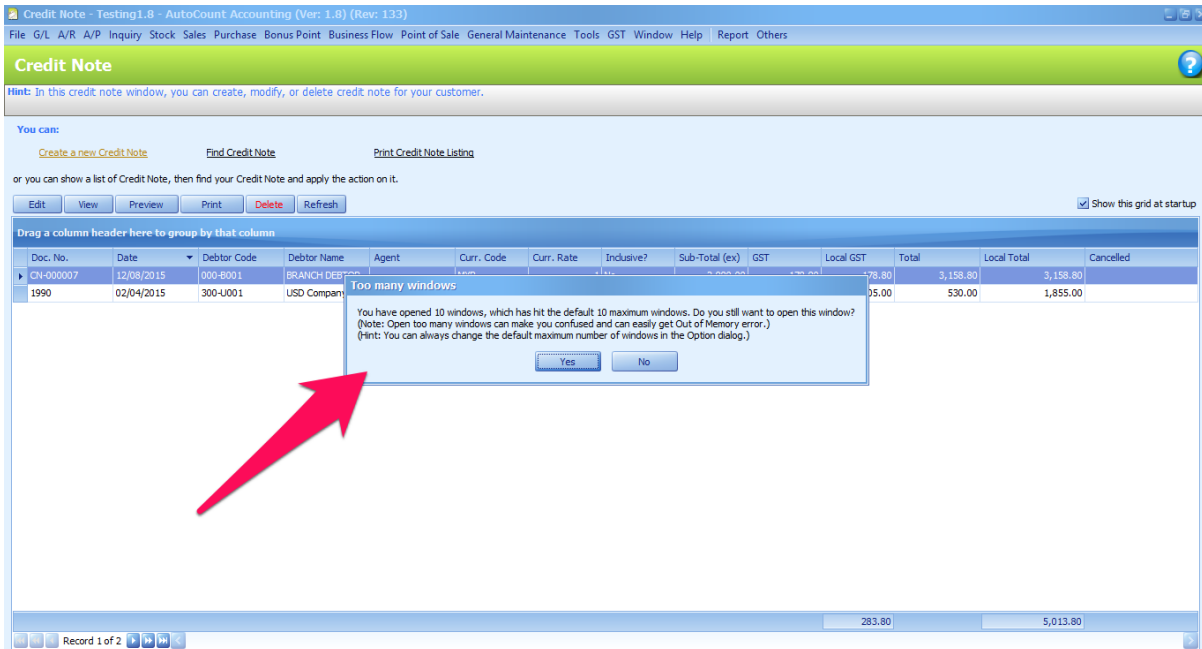 Credit Note - Testing1.8 - AutoCount Accounting (Ver: 1.8) (Rev: 133)
File G/L A/R A/P Inquiry Stock Sales Purchase Bonus Point Business Flow Point of Sale General Maintenance Tools GST Window Help Report Others
Credit Note
?
Hint: In this credit note window, you can create, modify, or delete credit note for your customer.
You can:
Create a new Credit Note Find Credit Note Print Credit Note Listing
or you can show a list of Credit Note, then find your Credit Note and apply the action on it.
Edit View Preview Print Delete Refresh Show this grid at startup
Drag a column header here to group by that column
Doc. No. Date Debtor Code Debtor Name Agent Curr. Code Curr. Rate Inclusive? Sub-Total (ex) GST Local GST Total Local Total Cancelled
CN-000007 12/08/2015 000-B001 BRANCH DEBTOR 178.80 3,158.80 3,158.80
1990 02/04/2015 300-U001 USD Company 530.00 1,855.00
Too many windows
You have opened 10 windows, which has hit the default 10 maximum windows. Do you still want to open this window?
(Note: Open too many windows can make you confused and can easily get Out of Memory error.)
(Hint: You can always change the default maximum number of windows in the Option dialog.)
Yes No
283.80 5,013.80
Record 1 of 2